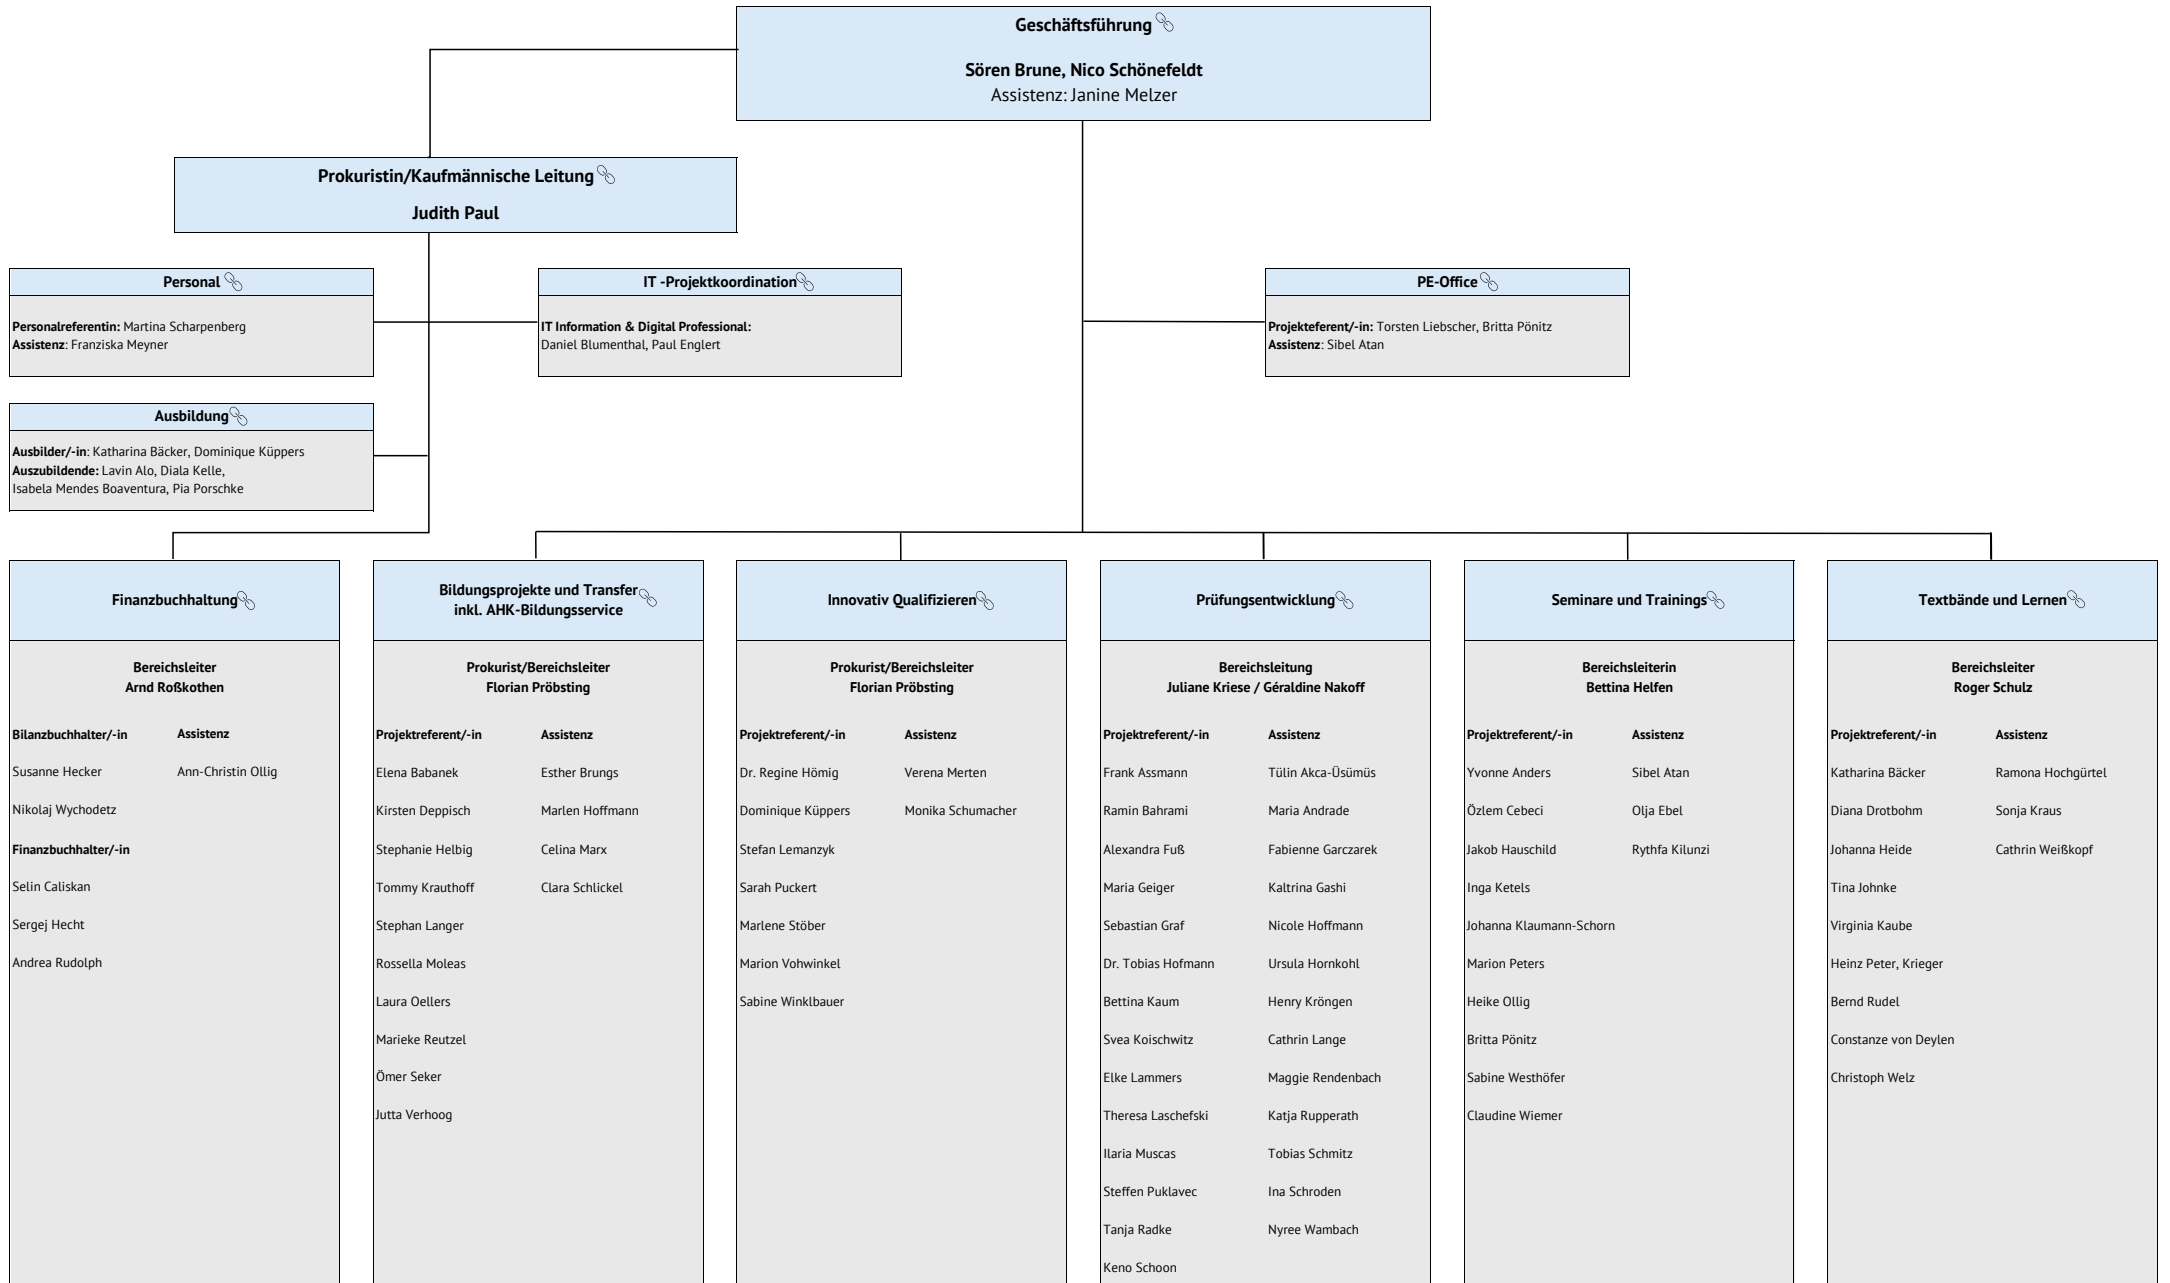 Geschäftsführung
Sören Brune, Nico Schönefeldt
Assistenz: Janine Melzer
Prokuristin/Kaufmännische Leitung
Judith Paul
Personal
Personalreferentin: Martina Scharpenberg
Assistenz: Franziska Meyner
IT -Projektkoordination
IT Information & Digital Professional:
Daniel Blumenthal, Paul Englert
PE-Office
Projekteferent/-in: Torsten Liebscher, Britta Pönitz
Assistenz: Sibel Atan
Ausbildung
Ausbilder/-in: Katharina Bäcker, Dominique Küppers
Auszubildende: Lavin Alo, Diala Kelle,
Isabela Mendes Boaventura, Pia Porschke
Finanzbuchhaltung
Bereichsleiter
Arnd Roßkothen
Bilanzbuchhalter/-in
Susanne Hecker
Nikolaj Wychodetz
Finanzbuchhalter/-in
Selin Caliskan
Sergej Hecht
Andrea Rudolph
Assistenz
Ann-Christin Ollig
Bildungsprojekte und Transfer
inkl. AHK-Bildungsservice
Prokurist/Bereichsleiter
Florian Pröbsting
Projektreferent/-in
Elena Babanek
Kirsten Deppisch
Stephanie Helbig
Tommy Krauthoff
Stephan Langer
Rossella Moleas
Laura Oellers
Marieke Reutzel
Ömer Seker
Jutta Verhoog
Assistenz
Esther Brungs
Marlen Hoffmann
Celina Marx
Clara Schlickel
Innovativ Qualifizieren
Prokurist/Bereichsleiter
Florian Pröbsting
Projektreferent/-in
Dr. Regine Hömig
Dominique Küppers
Stefan Lemanzyk
Sarah Puckert
Marlene Stöber
Marion Vohwinkel
Sabine Winklbauer
Assistenz
Verena Merten
Monika Schumacher
Prüfungsentwicklung
Bereichsleitung
Juliane Kriese / Géraldine Nakoff
Projektreferent/-in
Frank Assmann
Ramin Bahrami
Alexandra Fuß
Maria Geiger
Sebastian Graf
Dr. Tobias Hofmann
Bettina Kaum
Svea Koischwitz
Elke Lammers
Theresa Laschefski
Ilaria Muscas
Steffen Puklavec
Tanja Radke
Keno Schoon
Assistenz
Tülin Akca-Üsümüs
Maria Andrade
Fabienne Garczarek
Kaltrina Gashi
Nicole Hoffmann
Ursula Hornkohl
Henry Kröngen
Cathrin Lange
Maggie Rendenbach
Katja Rupperath
Tobias Schmitz
Ina Schroden
Nyree Wambach
Seminare und Trainings
Bereichsleiterin
Bettina Helfen
Projektreferent/-in
Yvonne Anders
Özlem Cebeci
Jakob Hauschild
Inga Ketels
Johanna Klaumann-Schorn
Marion Peters
Heike Ollig
Britta Pönitz
Sabine Westhöfer
Claudine Wiemer
Assistenz
Sibel Atan
Olja Ebel
Rythfa Kilunzi
Textbände und Lernen
Bereichsleiter
Roger Schulz
Projektreferent/-in
Katharina Bäcker
Diana Drotbohm
Johanna Heide
Tina Johnke
Virginia Kaube
Heinz Peter, Krieger
Bernd Rudel
Constanze von Deylen
Christoph Welz
Assistenz
Ramona Hochgürtel
Sonja Kraus
Cathrin Weißkopf